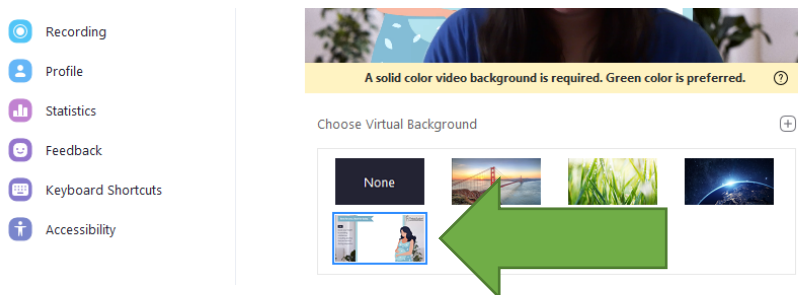 Recording
Profile
Statistics
Feedback
Keyboard Shortcuts
Accessibility
A solid color video background is required. Green color is preferred.
Choose Virtual Background
None